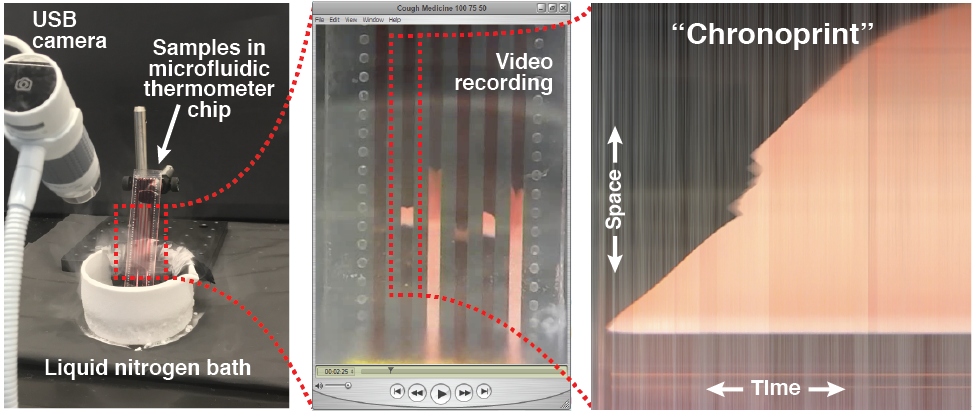 USB
camera
Samples in
microfluidic
thermometer
chip
Liquid nitrogen bath
Cough Medicine 100 75 50
File Edit View Window Help
Video
recording
00:02:25
“Chronoprint”
Space
TIme